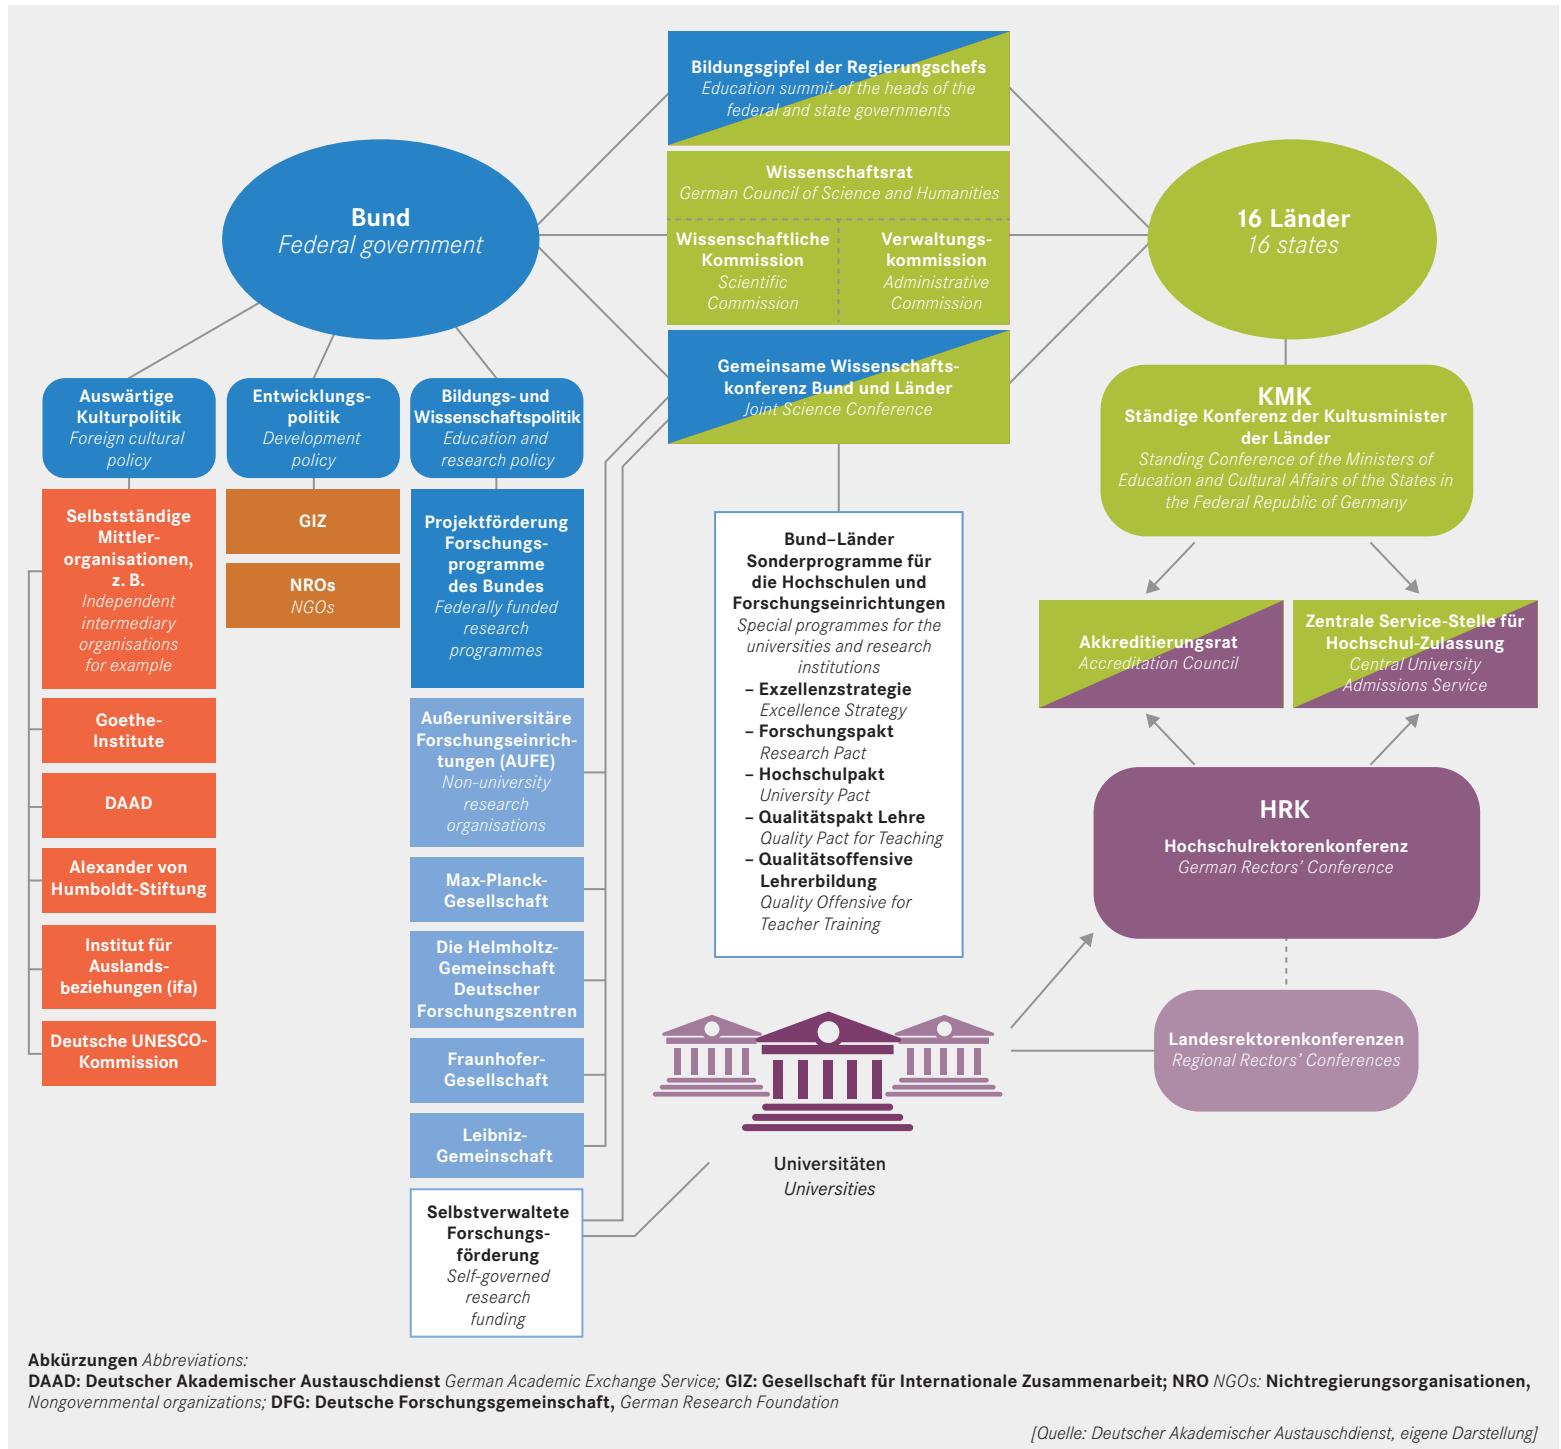 Bildungsgipfel der Regierungschefs
Education summit of the heads of the
federal and state governments
Bund
Federal government
Wissenschaftsrat
German Council of Science and Humanities
Wissenschaftliche
Kommission
Scientific
Commission
Verwaltungs-
kommission
Administrative
Commission
16 Länder
16 states
Gemeinsame Wissenschafts-
konferenz Bund und Länder
Joint Science Conference
Auswärtige
Kulturpolitik
Foreign cultural
policy
Entwicklungs-
politik
Development
policy
Bildungs- und
Wissenschaftspolitik
Education and
research policy
KMK
Ständige Konferenz der Kultusminister
der Länder
Standing Conference of the Ministers of
Education and Cultural Affairs of the States in
the Federal Republic of Germany
Selbstständige
Mittler-
organisationen,
z. B.
Independent
intermediary
organisations
for example
Goethe-
Institute
DAAD
Alexander von
Humboldt-Stiftung
Institut für
Auslands-
beziehungen (ifa)
Deutsche UNESCO-
Kommission
GIZ
NROs
NGOs
Projektförderung
Forschungs-
programme
des Bundes
Federally funded
research
programmes
Außeruniversitäre
Forschungseinrich-
tungen (AUFE)
Non-university
research
organisations
Max-Planck-
Gesellschaft
Die Helmholtz-
Gemeinschaft
Deutscher
Forschungszentren
Fraunhofer-
Gesellschaft
Leibniz-
Gemeinschaft
Selbstverwaltete
Forschungs-
förderung
Self-governed
research
funding
Bund–Länder
Sonderprogramme für
die Hochschulen und
Forschungseinrichtungen
Special programmes for the
universities and research
institutions
– Exzellenzstrategie
Excellence Strategy
– Forschungspakt
Research Pact
– Hochschulpakt
University Pact
– Qualitätspakt Lehre
Quality Pact for Teaching
– Qualitätsoffensive
Lehrerbildung
Quality Offensive for
Teacher Training
Akkreditierungsrat
Accreditation Council
Zentrale Service-Stelle für
Hochschul-Zulassung
Central University
Admissions Service
HRK
Hochschulrektorenkonferenz
German Rectors' Conference
Landesrektorenkonferenzen
Regional Rectors' Conferences
Universitäten
Universities
Abkürzungen Abbreviations:
DAAD: Deutscher Akademischer Austauschdienst German Academic Exchange Service; GIZ: Gesellschaft für Internationale Zusammenarbeit; NRO NGOs: Nichtregierungsorganisationen,
Nongovernmental organizations; DFG: Deutsche Forschungsgemeinschaft, German Research Foundation
[Quelle: Deutscher Akademischer Austauschdienst, eigene Darstellung]